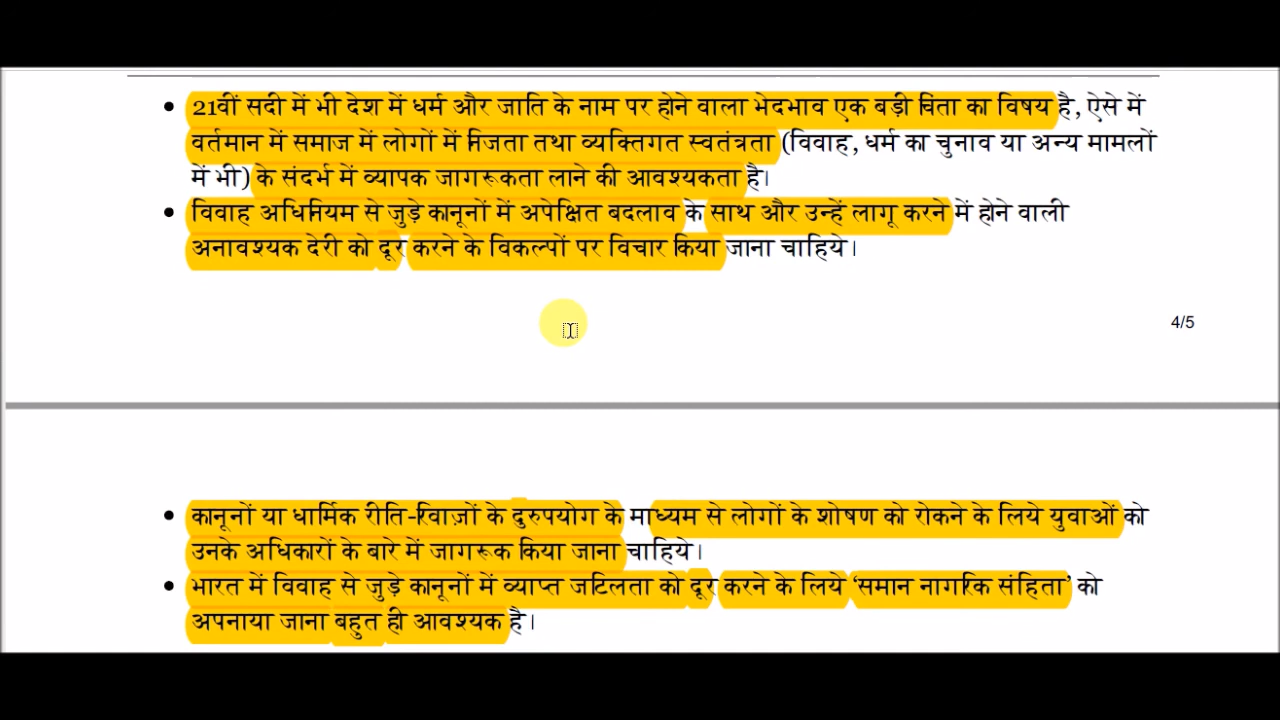 21वीं सदी में भी देश में धर्म और जाति के नाम पर होने वाला भेदभाव एक बड़ी चिंता का विषय है, ऐसे में
वर्तमान में समाज में लोगों में निजता तथा व्यक्तिगत स्वतंत्रता (विवाह, धर्म का चुनाव या अन्य मामलों
में भी) के संदर्भ में व्यापक जागरूकता लाने की आवश्यकता है।
विवाह अधिनियम से जुड़े कानूनों में अपेक्षित बदलाव के साथ और उन्हें लागू करने में होने वाली
अनावश्यक देरी को दूर करने के विकल्पों पर विचार किया जाना चाहिये।
4/5
कानूनों या धार्मिक रीति-रिवाज़ों के दुरुपयोग के माध्यम से लोगों के शोषण को रोकने के लिये युवाओं को
उनके अधिकारों के बारे में जागरूक किया जाना चाहिये।
भारत में विवाह से जुड़े कानूनों में व्याप्त जटिलता को दूर करने के लिये ‘समान नागरिक संहिता’ को
अपनाया जाना बहुत ही आवश्यक है।